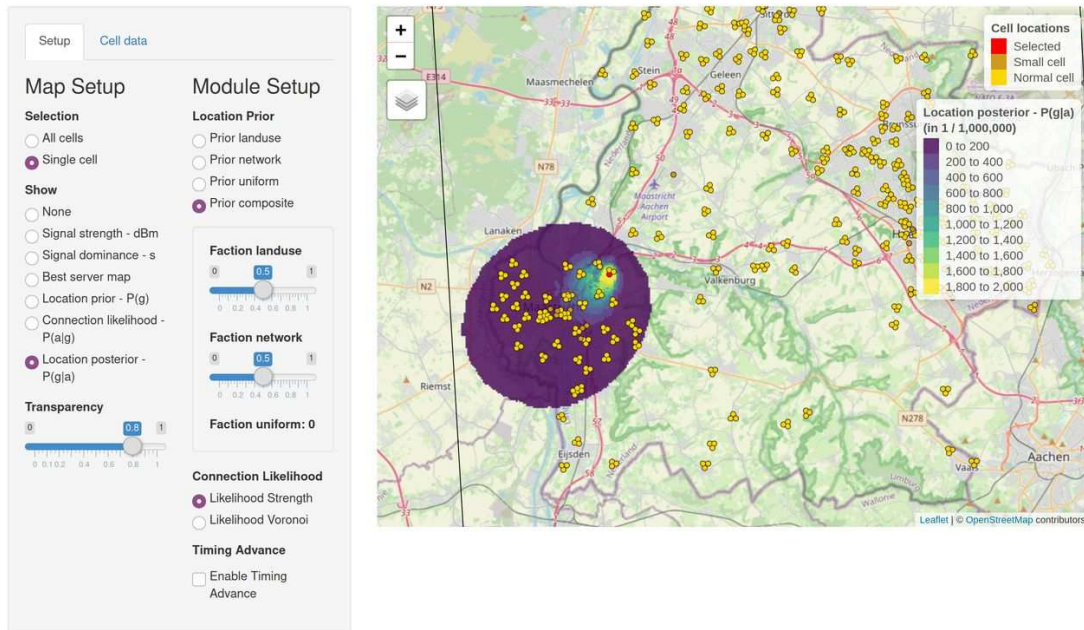 Setup
Cell data
Map Setup
Selection
All cells
Single cell
Show
None
Signal strength - dBm
Signal dominance - s
Best server map
Location prior - P(g)
Connection likelihood -
P(a|g)
Location posterior -
P(g|a)
Transparency
0 0.8 1
0 0.1 0.2 0.4 0.6 0.8 1
Module Setup
Location Prior
Prior landuse
Prior network
Prior uniform
Prior composite
Faction landuse
0 0.5 1
0 0.2 0.4 0.6 0.8 1
Faction network
0 0.5 1
0 0.2 0.4 0.6 0.8 1
Faction uniform: 0
Connection Likelihood
Likelihood Strength
Likelihood Voronoi
Timing Advance
Enable Timing
Advance
+
−
E314
Maasmechelen
Stein
Geleen
N78
Maastricht
Aachen
Airport
Lanaken
N2
Valkenburg
Riemst
Eijsden
N278
Vaals
Aachen
Limburg
Wallonie
Cell locations
Selected
Small cell
Normal cell
Location posterior - P(g|a)
(in 1 / 1,000,000)
0 to 200
200 to 400
400 to 600
600 to 800
800 to 1,000
1,000 to 1,200
1,200 to 1,400
1,400 to 1,600
1,600 to 1,800
1,800 to 2,000
Leaflet | © OpenStreetMap contributors